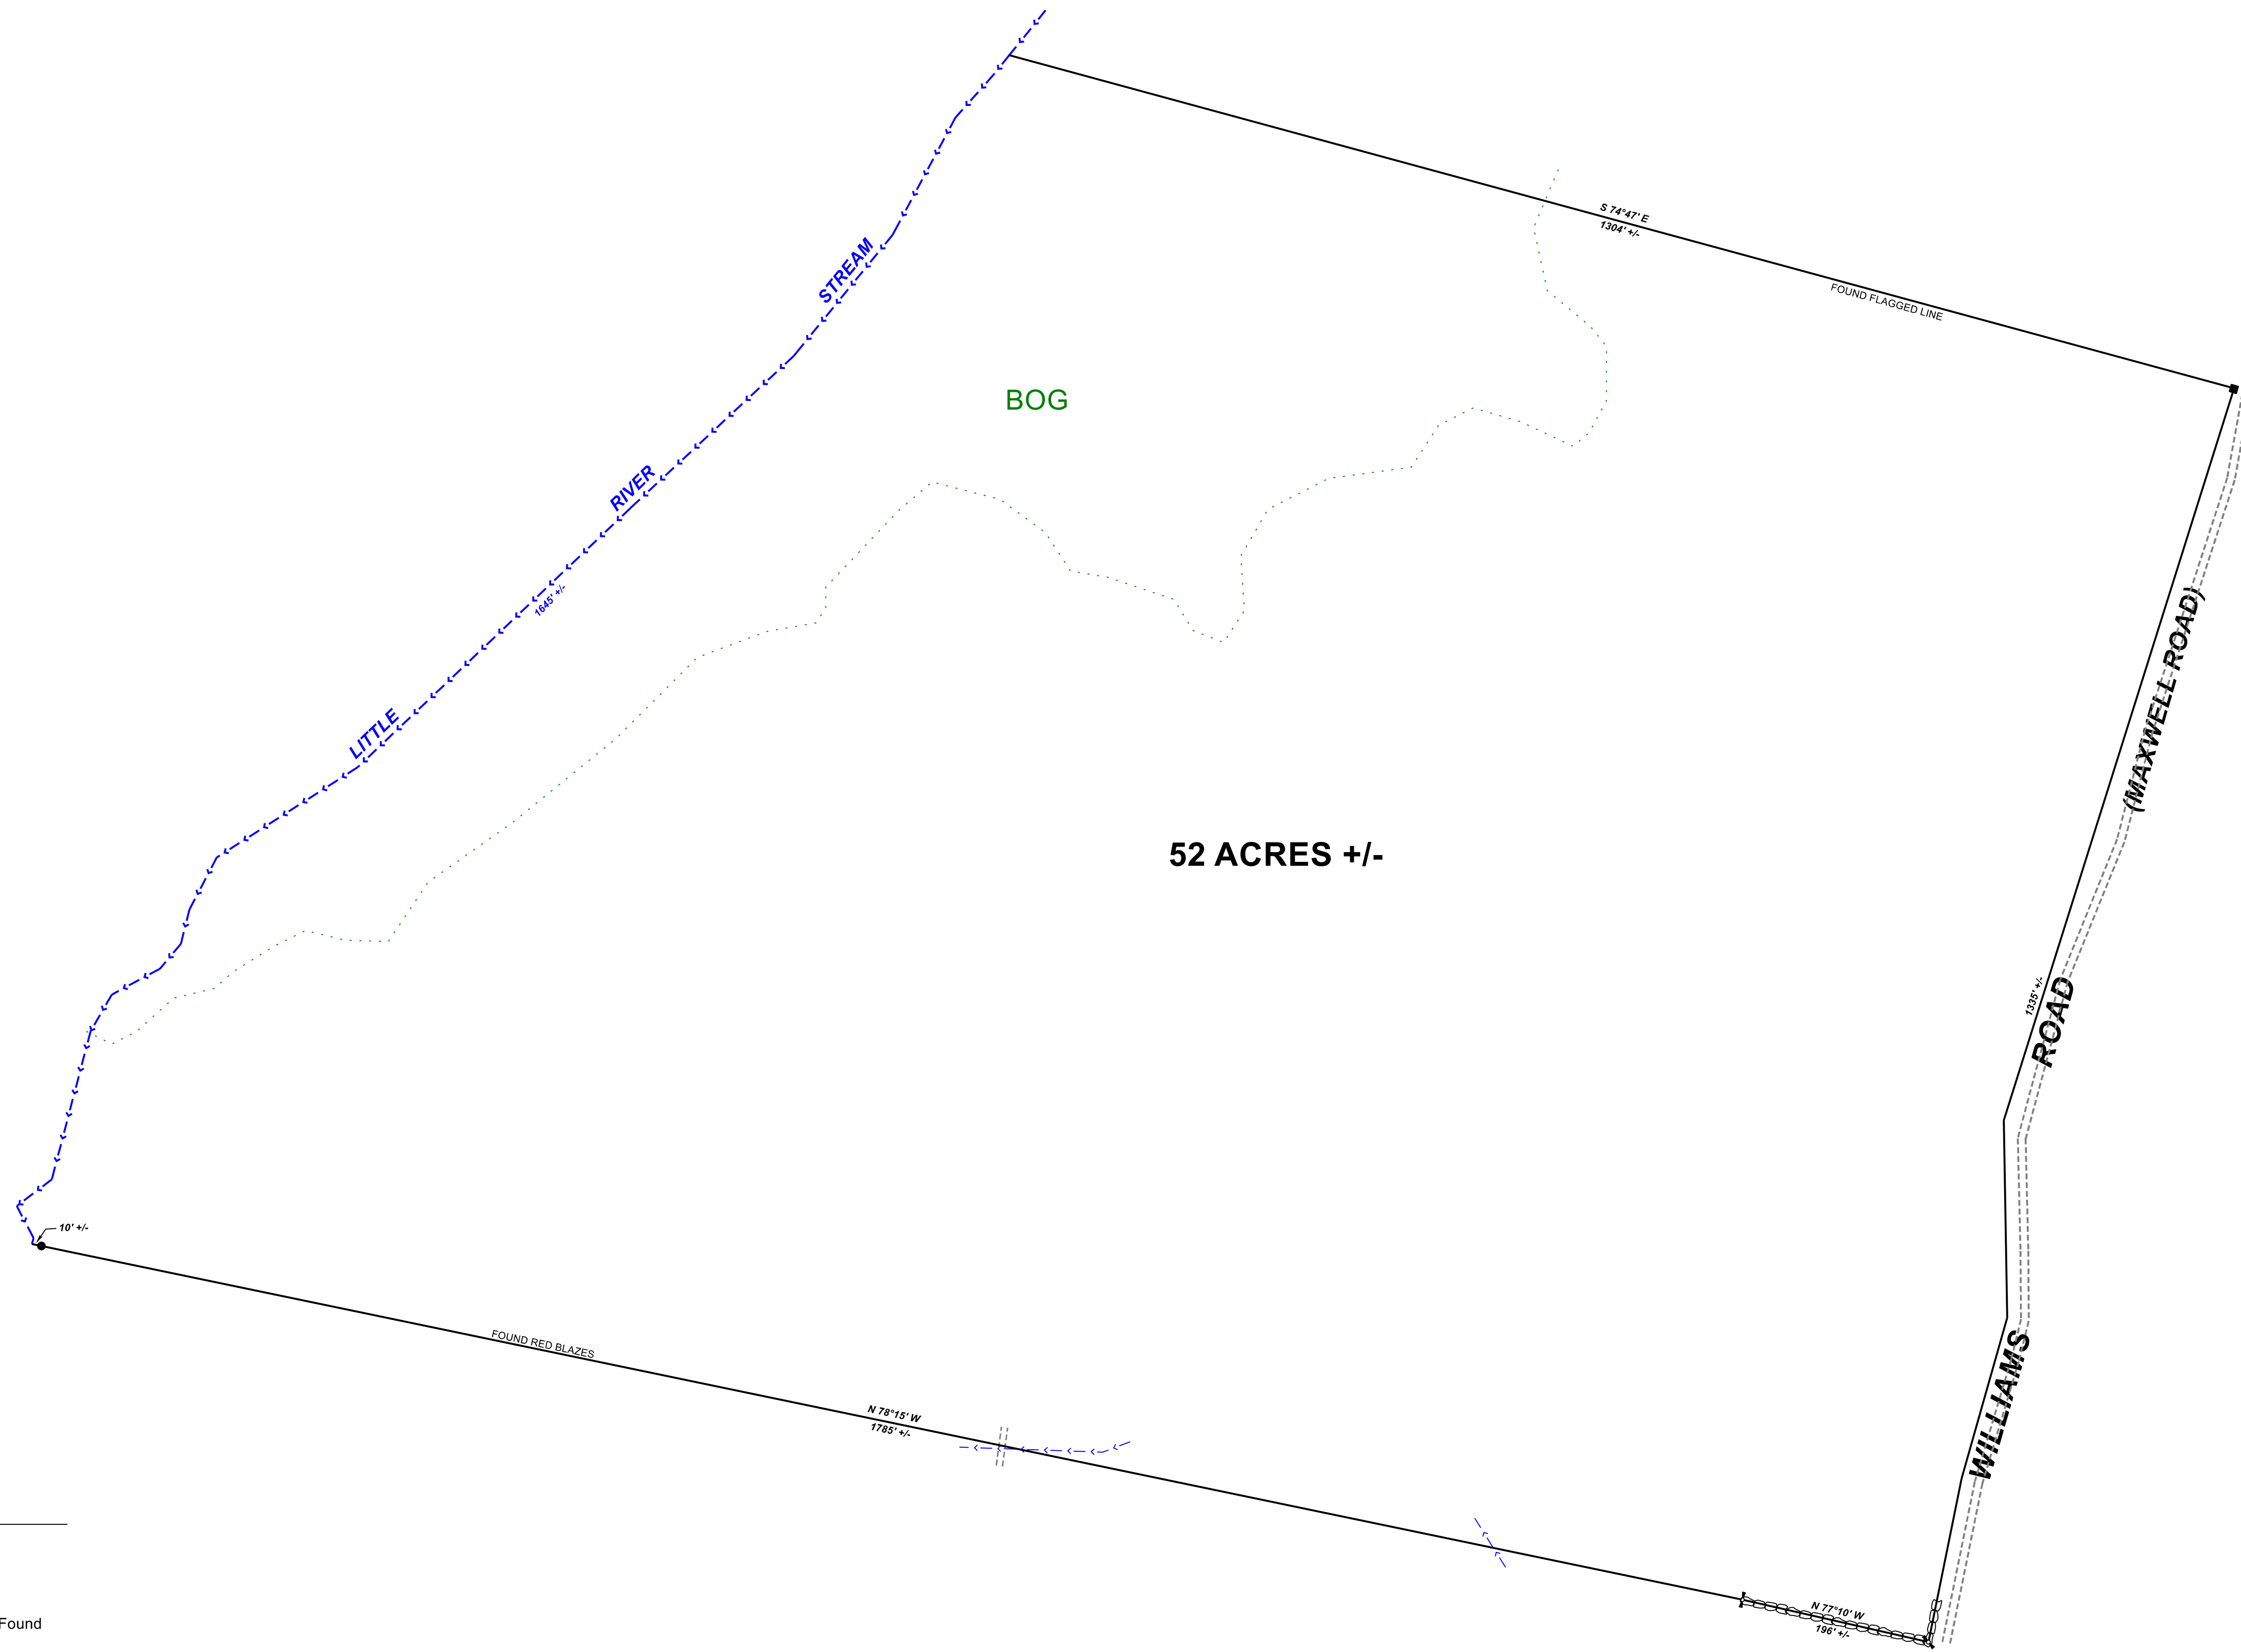 S 74°47' E
1304' +/-
FOUND FLAGGED LINE
STREAM
BOG
RIVER
1645' +/-
(MAXWELL ROAD)
LITTLE
52 ACRES +/-
1335' +/-
ROAD
10' +/-
FOUND RED BLAZES
WILLIAMS
N 78°15' W
1785' +/-
N 77°10' W
196' +/-
Found